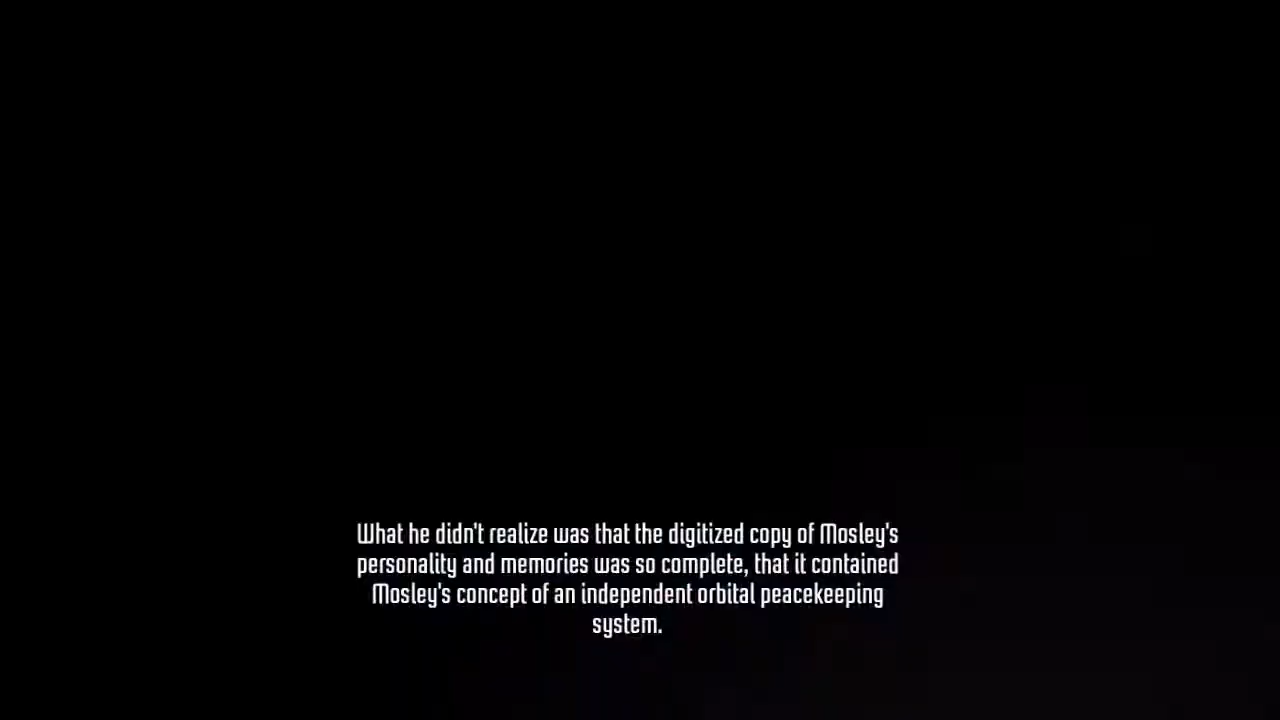 What he didn't realize was that the digitized copy of Mosley's
personality and memories was so complete, that it contained
Mosley's concept of an independent orbital peacekeeping
system.